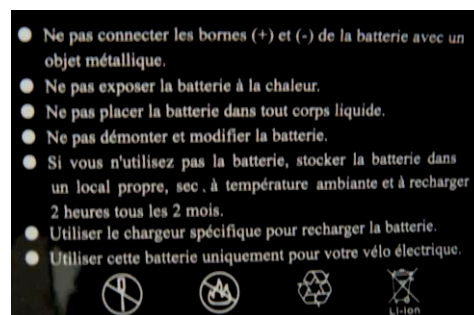 Ne pas connecter les bornes (+) et (-) de la batterie avec un
objet métallique.
Ne pas exposer la batterie à la chaleur.
Ne pas placer la batterie dans tout corps liquide.
Ne pas démonter et modifier la batterie.
Si vous n'utilisez pas la batterie, stocker la batterie dans
un local propre, sec , à température ambiante et à recharger
2 heures tous les 2 mois.
Utiliser le chargeur spécifique pour recharger la batterie.
Utiliser cette batterie uniquement pour votre vélo électrique.
Li-Ion